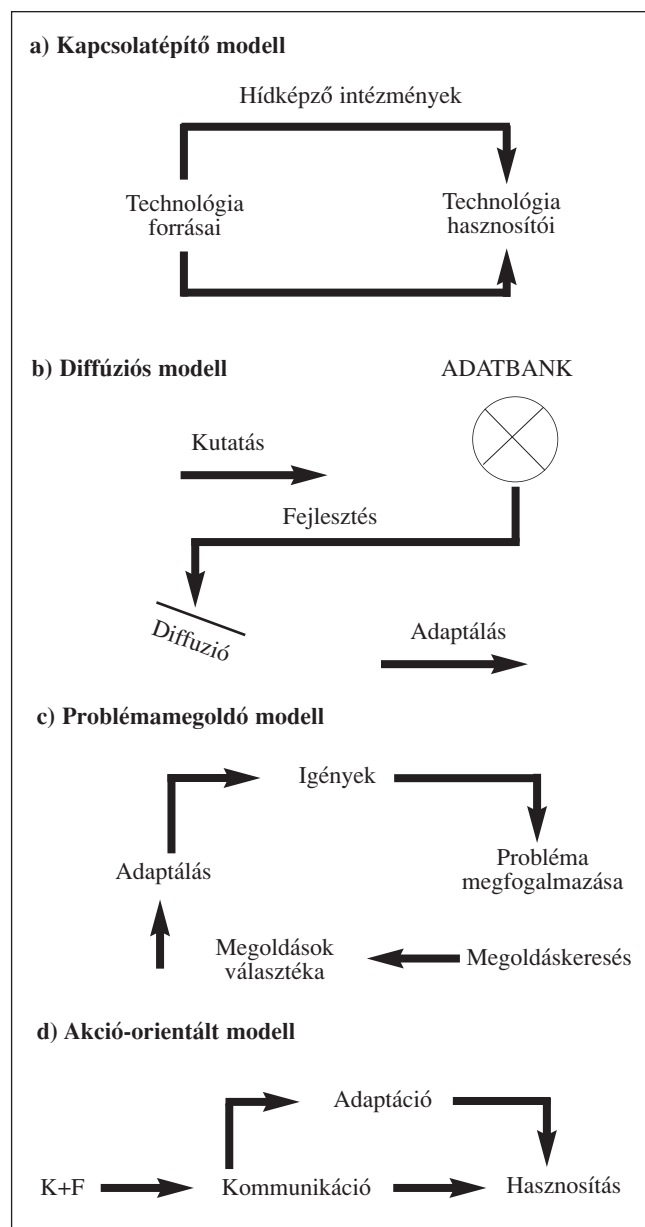 a) Kapcsolatépítő modell
Hídképző intézmények
Technológia
forrásai
Technológia
hasznosítói
b) Diffúziós modell
ADATBANK
Kutatás
Fejlesztés
Diffuzió
Adaptálás
c) Problémamegoldó modell
Igények
Adaptálás
Probléma
megfogalmazása
Megoldások
választéka
Megoldáskeresés
d) Akció-orientált modell
Adaptáció
K+F
Kommunikáció
Hasznosítás